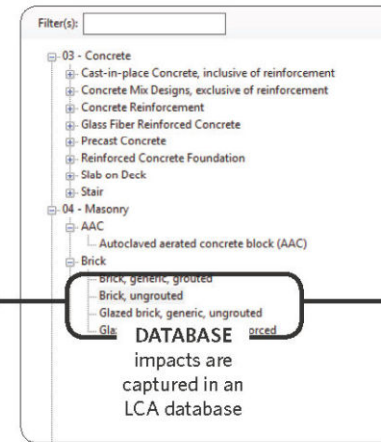 Filter(s):
03 - Concrete
Cast-in-place Concrete, inclusive of reinforcement
Concrete Mix Designs, exclusive of reinforcement
Concrete Reinforcement
Glass Fiber Reinforced Concrete
Precast Concrete
Reinforced Concrete Foundation
Slab on Deck
Stair
04 - Masonry
AAC
Autoclaved aerated concrete block (AAC)
Brick
Brick, generic, grouted
Brick, ungrouted
Glazed brick, generic, ungrouted
DATABASE
impacts are
captured in an
LCA database